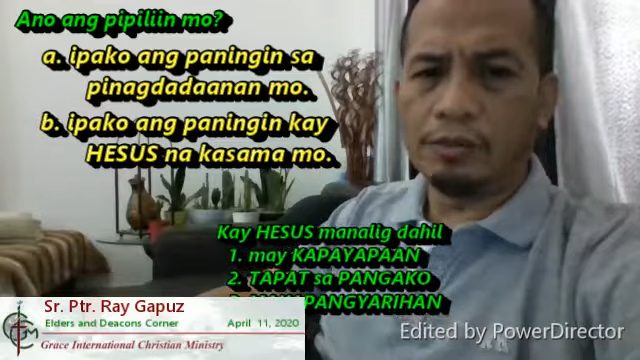 Ano ang pipiliin mo?
a. ipako ang paningin sa
pinagdadaanan mo.
b. ipako ang paningin kay
HESUS na kasama mo.
Kay HESUS manalig dahil
1. may KAPAYAPAAN
2. TAPAT sa PANGAKO
Sr. Ptr. Ray Gapuz
Elders and Deacons Corner April 11, 2020
Grace International Christian Ministry
Edited by PowerDirector